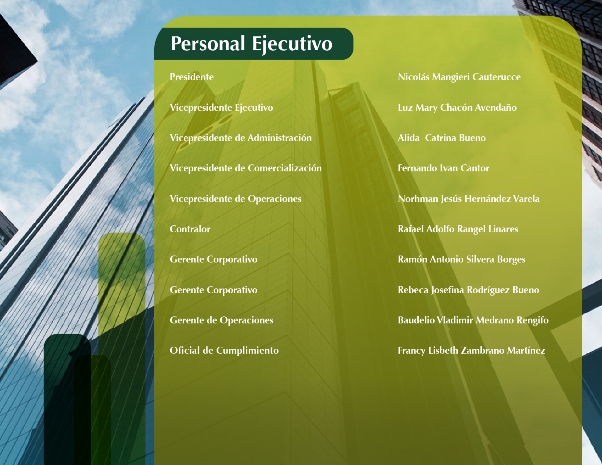 Personal Ejecutivo
Presidente Nicolás Mangieri Cauterucce
Vicepresidente Ejecutivo Luz Mary Chacón Avendaño
Vicepresidente de Administración Alida Catrina Bueno
Vicepresidente de Comercialización Fernando Ivan Cantor
Vicepresidente de Operaciones Norhman Jesús Hernández Varela
Contralor Rafael Adolfo Rangel Linares
Gerente Corporativo Ramón Antonio Silvera Borges
Gerente Corporativo Rebeca Josefina Rodríguez Bueno
Gerente de Operaciones Baudelio Vladimir Medrano Rengifo
Oficial de Cumplimiento Francy Lisbeth Zambrano Martínez